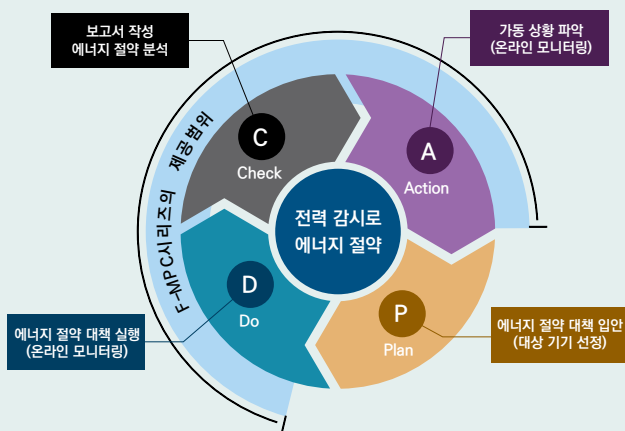 보고서 작성
에너지 절약 분석
가동 상황 파악
(온라인 모니터링)
F-MPC시리즈의 제공범위
C
Check
A
Action
전력 감시로
에너지 절약
D
Do
P
Plan
에너지 절약 대책 실행
(온라인 모니터링)
에너지 절약 대책 입안
(대상 기기 선정)